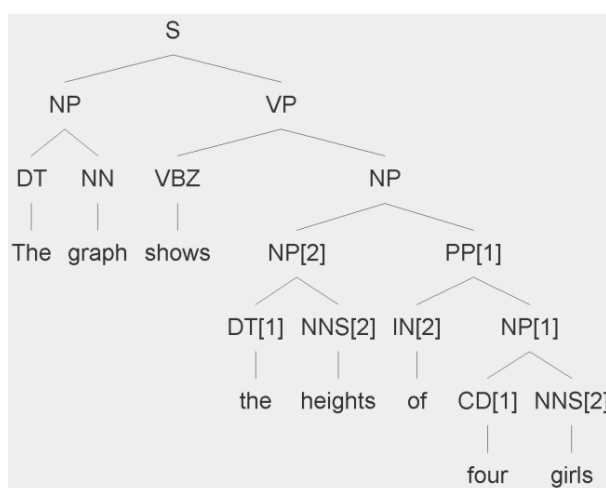 S
NP VP
DT NN VBZ NP
The graph shows NP[2] PP[1]
DT[1] NNS[2] IN[2] NP[1]
the heights of CD[1] NNS[2]
four girls